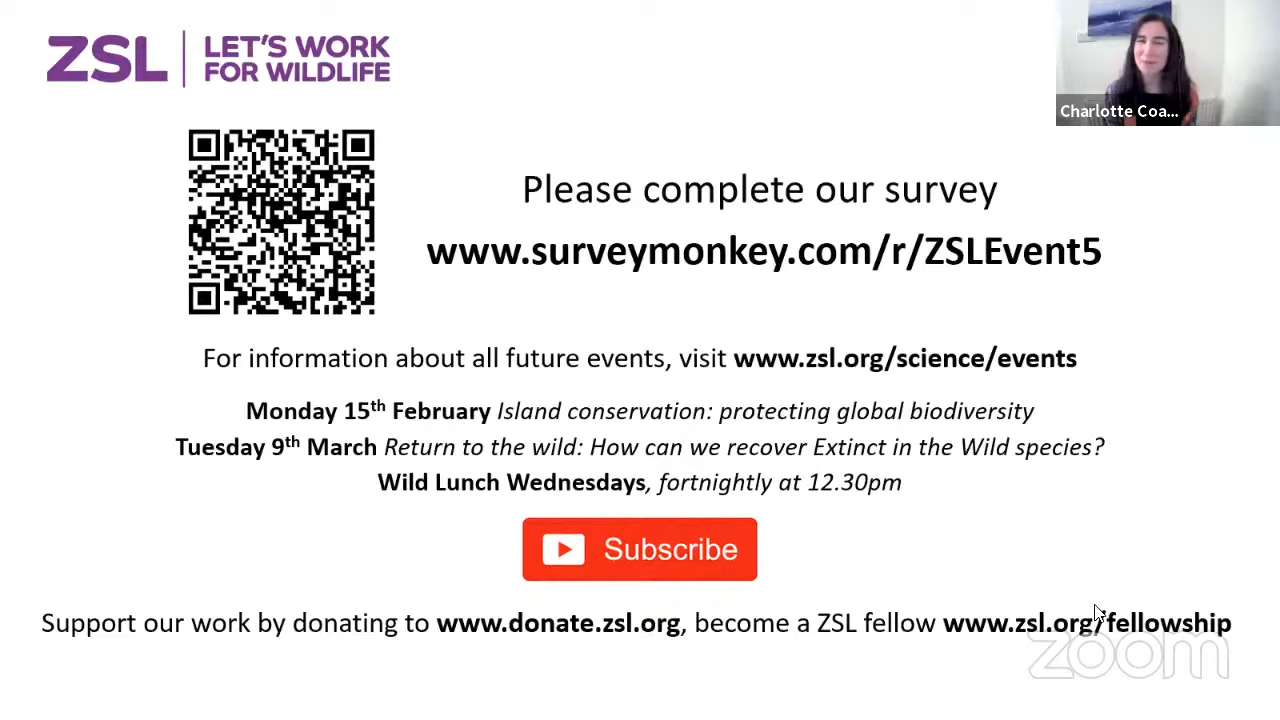 ZSL
LET'S WORK
FOR WILDLIFE
Charlotte Coa...
Please complete our survey
www.surveymonkey.com/r/ZSLEvent5
For information about all future events, visit www.zsl.org/science/events
Monday 15th February Island conservation: protecting global biodiversity
Tuesday 9th March Return to the wild: How can we recover Extinct in the Wild species?
Wild Lunch Wednesdays, fortnightly at 12.30pm
Subscribe
Support our work by donating to www.donate.zsl.org, become a ZSL fellow www.zsl.org/fellowship
zoom